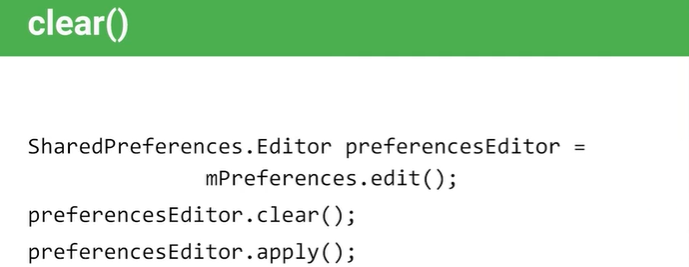 clear()
SharedPreferences.Editor preferencesEditor =
mPreferences.edit();
preferencesEditor.clear();
preferencesEditor.apply();